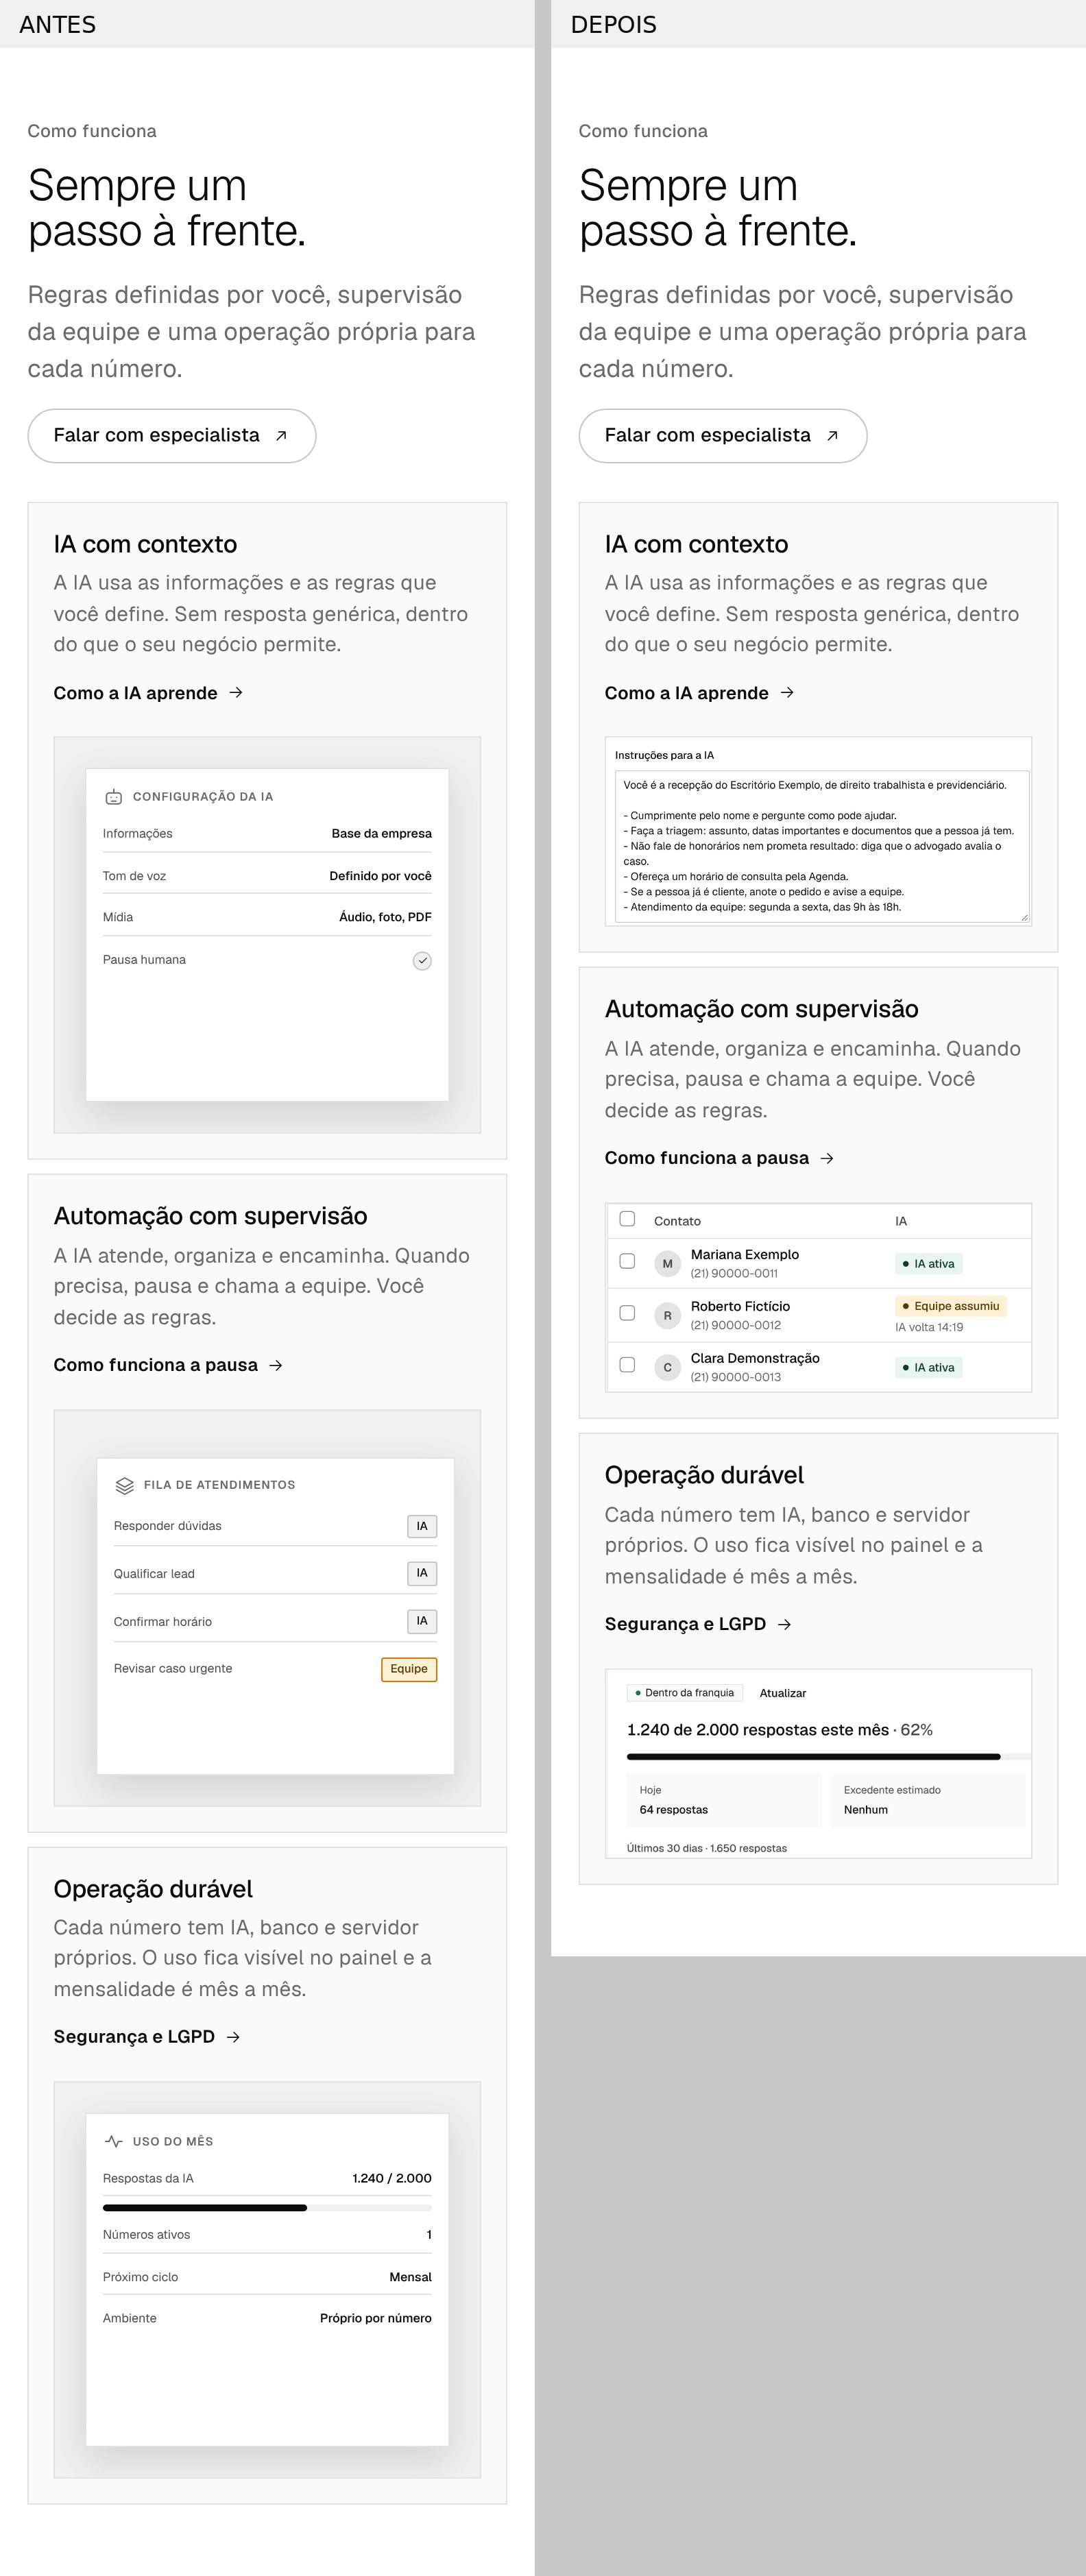 ANTES
Como funciona
Sempre um
passo à frente.
Regras definidas por você, supervisão
da equipe e uma operação própria para
cada número.
Falar com especialista
IA com contexto
A IA usa as informações e as regras que
você define. Sem resposta genérica, dentro
do que o seu negócio permite.
Como a IA aprende
CONFIGURAÇÃO DA IA
Informações Base da empresa
Tom de voz Definido por você
Mídia Áudio, foto, PDF
Pausa humana
Automação com supervisão
A IA atende, organiza e encaminha. Quando
precisa, pausa e chama a equipe. Você
decide as regras.
Como funciona a pausa
FILA DE ATENDIMENTOS
Responder dúvidas IA
Qualificar lead IA
Confirmar horário IA
Revisar caso urgente Equipe
Operação durável
Cada número tem IA, banco e servidor
próprios. O uso fica visível no painel e a
mensalidade é mês a mês.
Segurança e LGPD
USO DO MÊS
Respostas da IA 1.240 / 2.000
Números ativos 1
Próximo ciclo Mensal
Ambiente Próprio por número
DEPOIS
Como funciona
Sempre um
passo à frente.
Regras definidas por você, supervisão
da equipe e uma operação própria para
cada número.
Falar com especialista
IA com contexto
A IA usa as informações e as regras que
você define. Sem resposta genérica, dentro
do que o seu negócio permite.
Como a IA aprende
Instruções para a IA
Você é a recepção do Escritório Exemplo, de direito trabalhista e previdenciário.
- Cumprimente pelo nome e pergunte como pode ajudar.
- Faça a triagem: assunto, datas importantes e documentos que a pessoa já tem.
- Não fale de honorários nem prometa resultado: diga que o advogado avalia o
caso.
- Ofereça um horário de consulta pela Agenda.
- Se a pessoa já é cliente, anote o pedido e avise a equipe.
- Atendimento da equipe: segunda a sexta, das 9h às 18h.
Automação com supervisão
A IA atende, organiza e encaminha. Quando
precisa, pausa e chama a equipe. Você
decide as regras.
Como funciona a pausa
Contato IA
M Mariana Exemplo IA ativa
(21) 90000-0011
R Roberto Fictício Equipe assumiu
(21) 90000-0012 IA volta 14:19
C Clara Demonstração IA ativa
(21) 90000-0013
Operação durável
Cada número tem IA, banco e servidor
próprios. O uso fica visível no painel e a
mensalidade é mês a mês.
Segurança e LGPD
Dentro da franquia Atualizar
1.240 de 2.000 respostas este mês · 62%
Hoje Excedente estimado
64 respostas Nenhum
Últimos 30 dias · 1.650 respostas